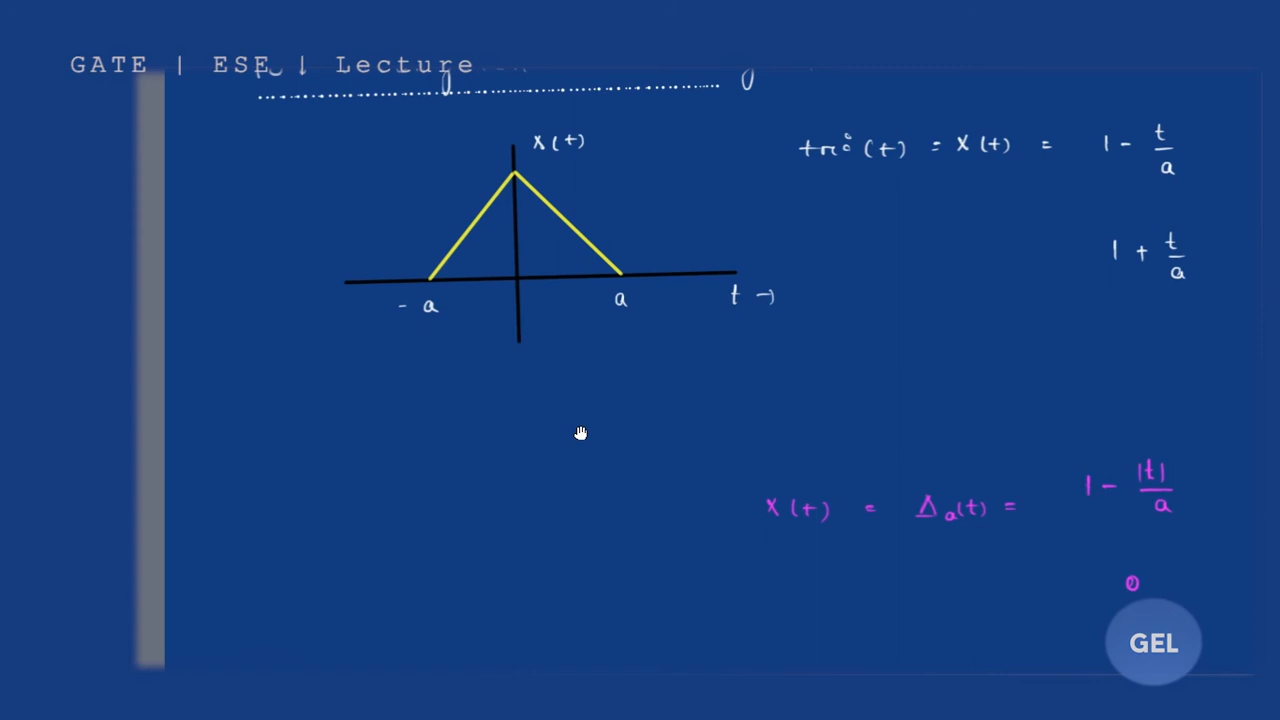 GATE | ESE | Lecture
x(t)
tri(t) = x(t) = 1 - t/a
1 + t/a
- a a t →
x(t) = Δa(t) = 1 - |t|/a
0
GEL